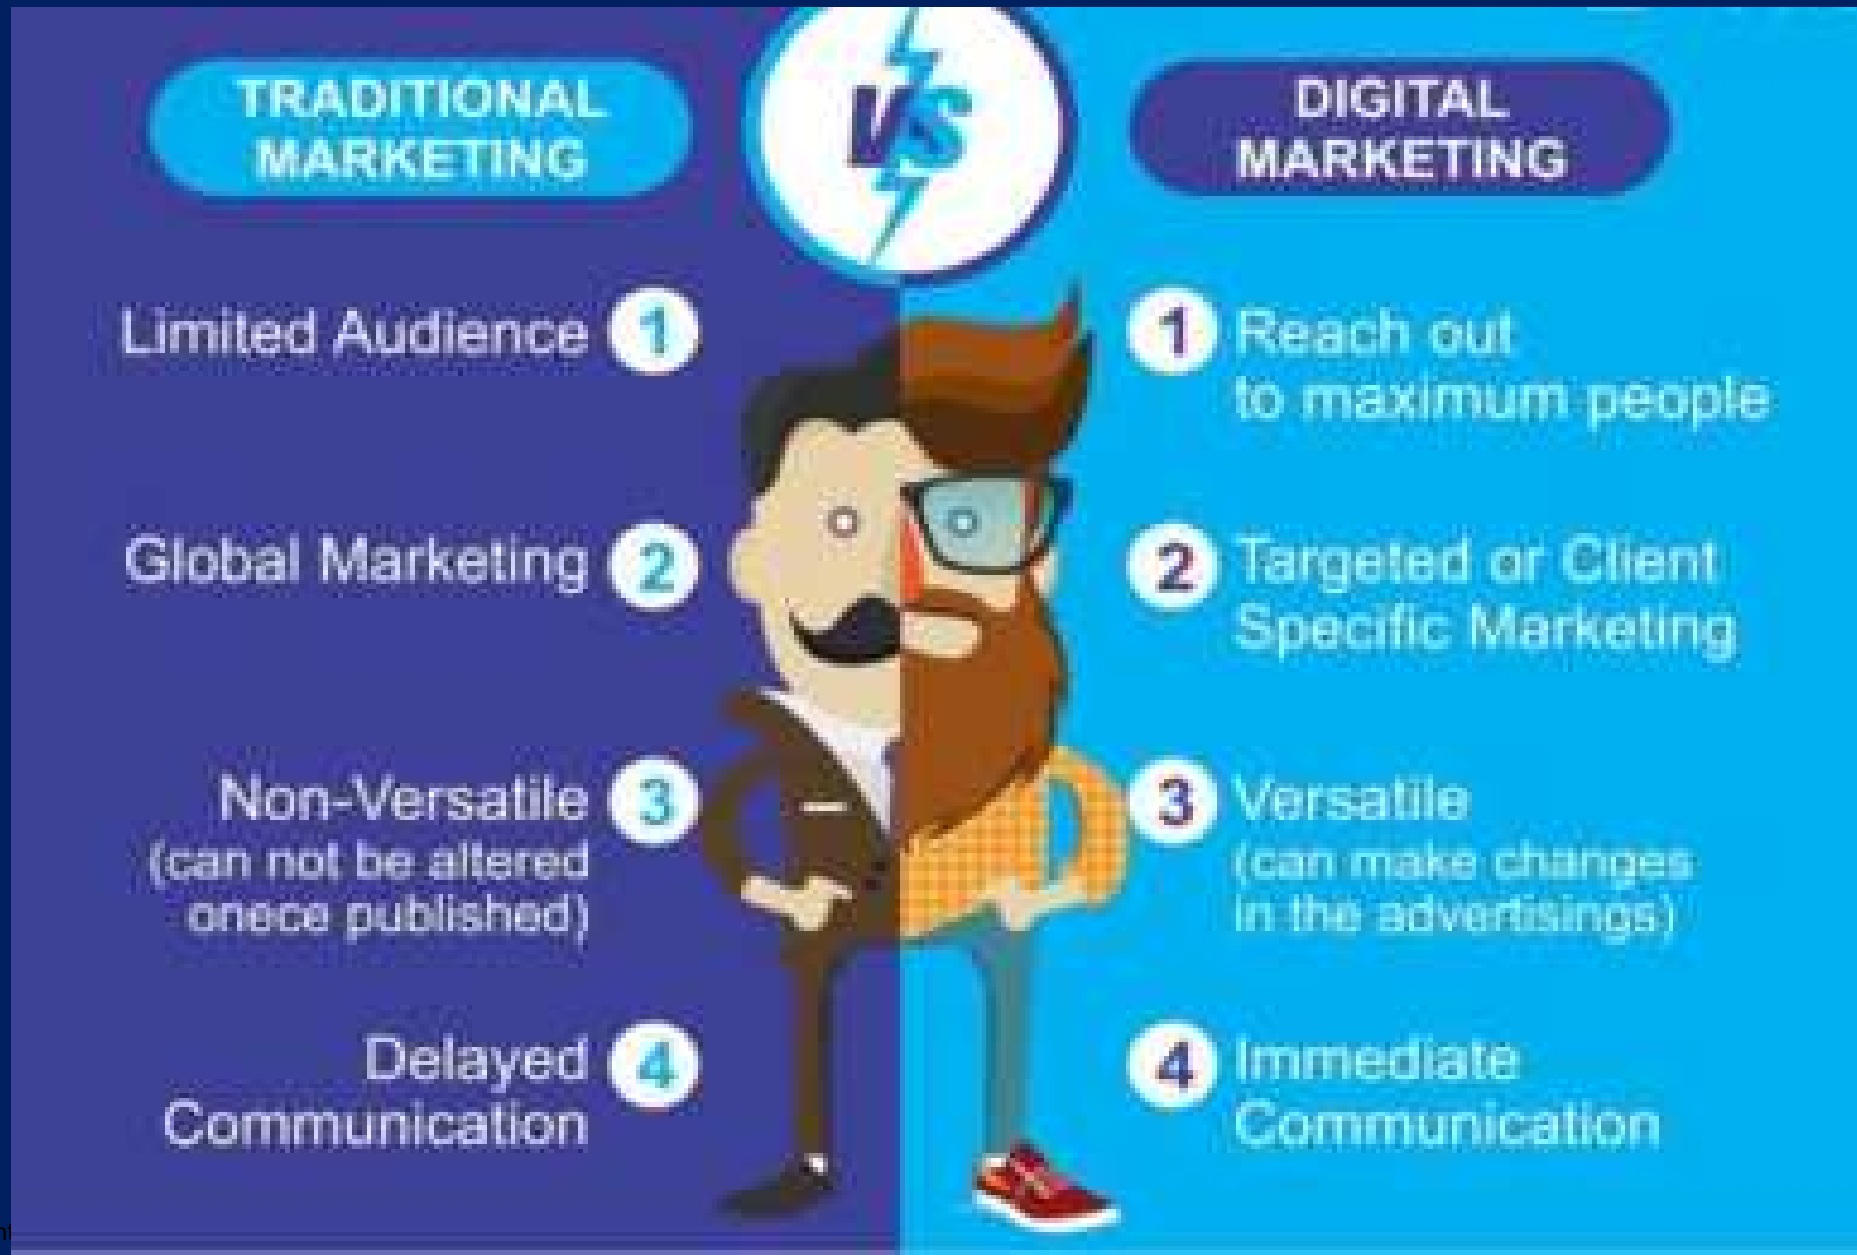 TRADITIONAL
MARKETING
VS
DIGITAL
MARKETING
Limited Audience 1
Global Marketing 2
Non-Versatile 3
(can not be altered
onece published)
Delayed 4
Communication
1 Reach out
to maximum people
2 Targeted or Client
Specific Marketing
3 Versatile
(can make changes
in the advertisings)
4 Immediate
Communication